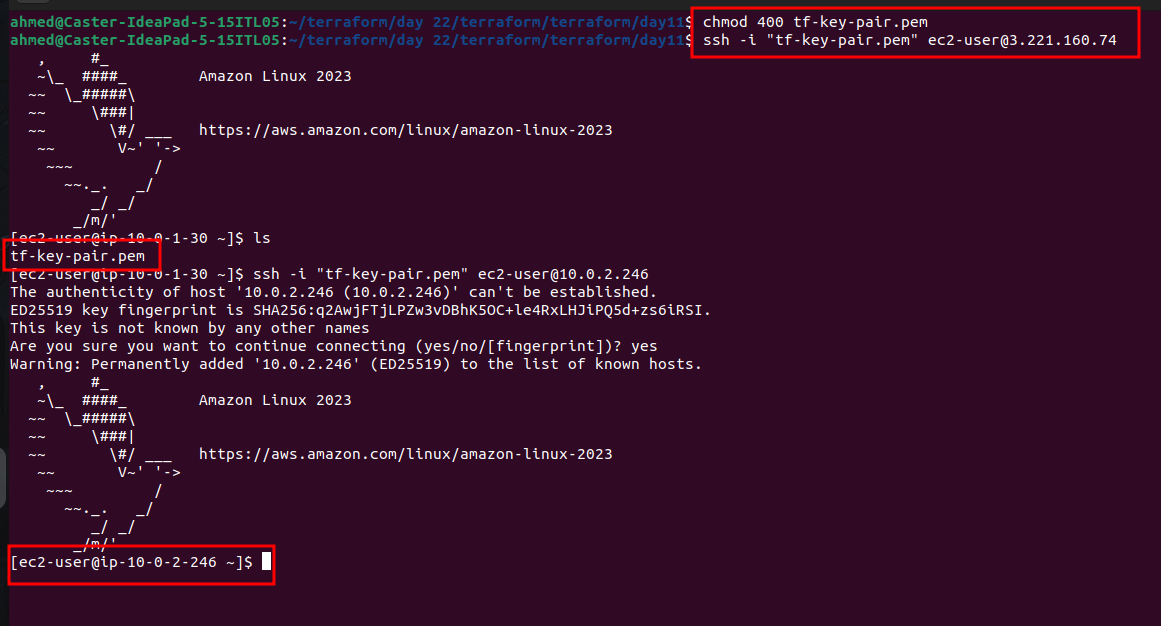 ahmed@Caster-IdeaPad-5-15ITL05:~/terraform/day 22/terraform/terraform/day11$ chmod 400 tf-key-pair.pem
ahmed@Caster-IdeaPad-5-15ITL05:~/terraform/day 22/terraform/terraform/day11$ ssh -i "tf-key-pair.pem" ec2-user@3.221.160.74
   ,     #_
   ~\_  ####_        Amazon Linux 2023
  ~~  \_#####\
  ~~     \###|
  ~~       \#/ ___   https://aws.amazon.com/linux/amazon-linux-2023
   ~~       V~' '->
    ~~~         /
      ~~._.   _/
         _/ _/
       _/m/'
[ec2-user@ip-10-0-1-30 ~]$ ls
tf-key-pair.pem
[ec2-user@ip-10-0-1-30 ~]$ ssh -i "tf-key-pair.pem" ec2-user@10.0.2.246
The authenticity of host '10.0.2.246 (10.0.2.246)' can't be established.
ED25519 key fingerprint is SHA256:q2AwjFTjLPZw3vDBhK5OC+le4RxLHJiPQ5d+zs6iRSI.
This key is not known by any other names
Are you sure you want to continue connecting (yes/no/[fingerprint])? yes
Warning: Permanently added '10.0.2.246' (ED25519) to the list of known hosts.
   ,     #_
   ~\_  ####_        Amazon Linux 2023
  ~~  \_#####\
  ~~     \###|
  ~~       \#/ ___   https://aws.amazon.com/linux/amazon-linux-2023
   ~~       V~' '->
    ~~~         /
      ~~._.   _/
         _/ _/
       _/m/'
[ec2-user@ip-10-0-2-246 ~]$